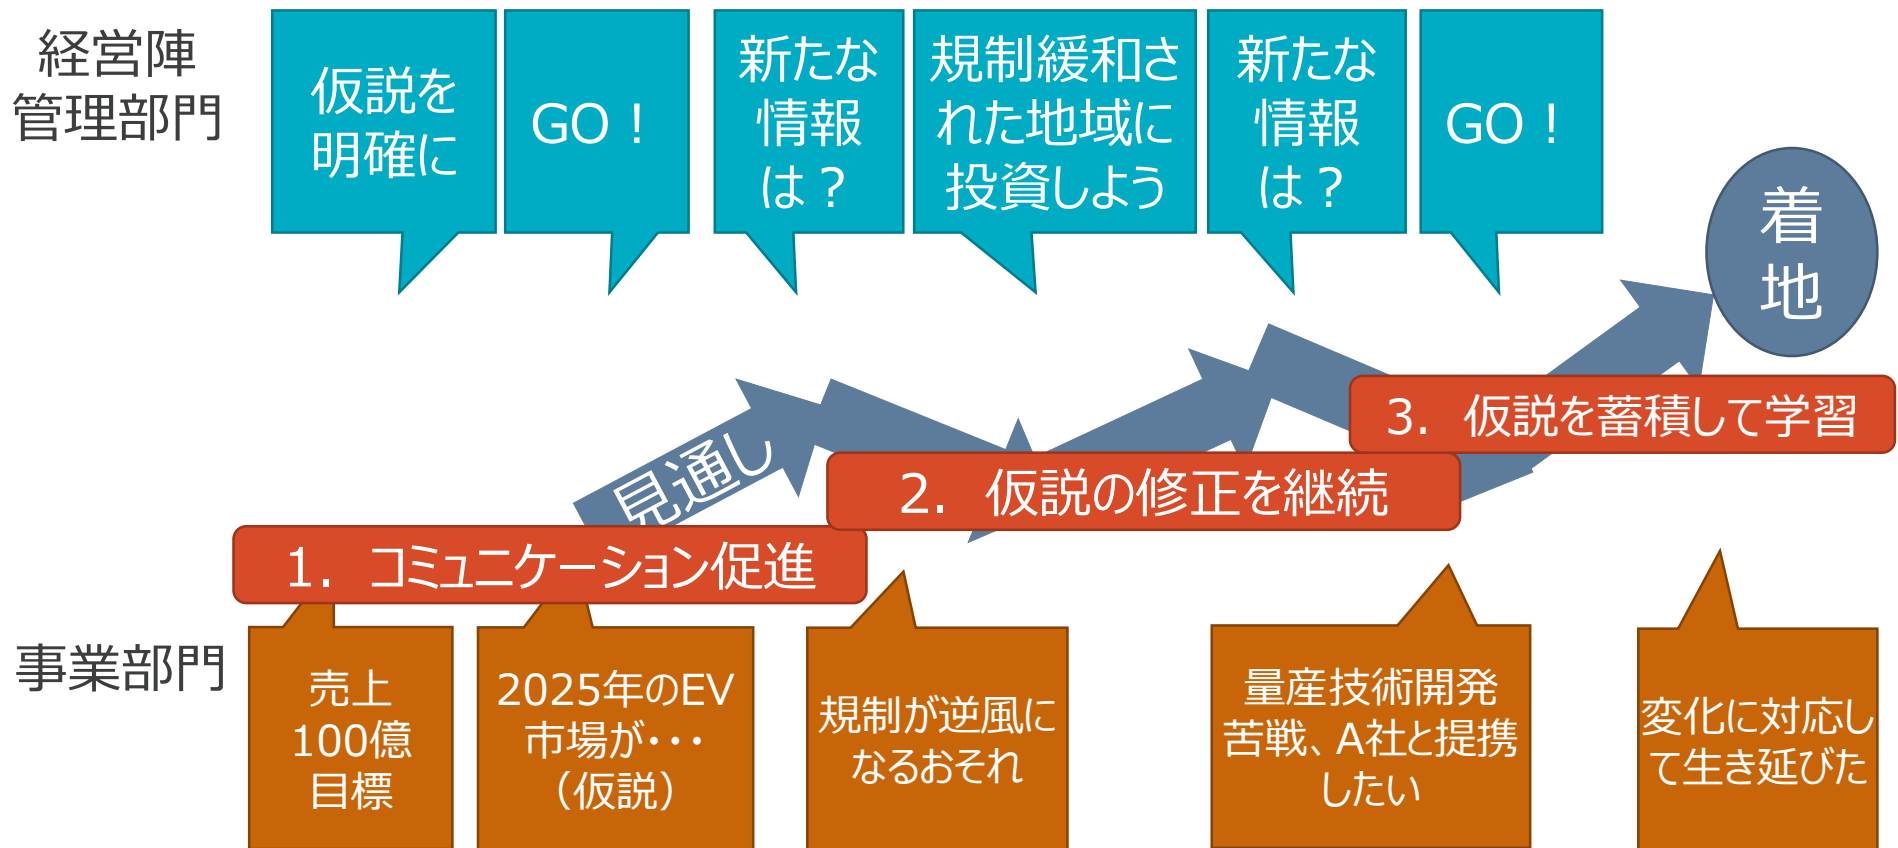 経営陣
管理部門
仮説を
明確に
GO！
新たな
情報
は？
規制緩和さ
れた地域に
投資しよう
新たな
情報
は？
GO！
着
地
見通し
3. 仮説を蓄積して学習
2. 仮説の修正を継続
1. コミュニケーション促進
事業部門
売上
100億
目標
2025年のEV
市場が・・・
（仮説）
規制が逆風に
なるおそれ
量産技術開発
苦戦、A社と提携
したい
変化に対応し
て生き延びた